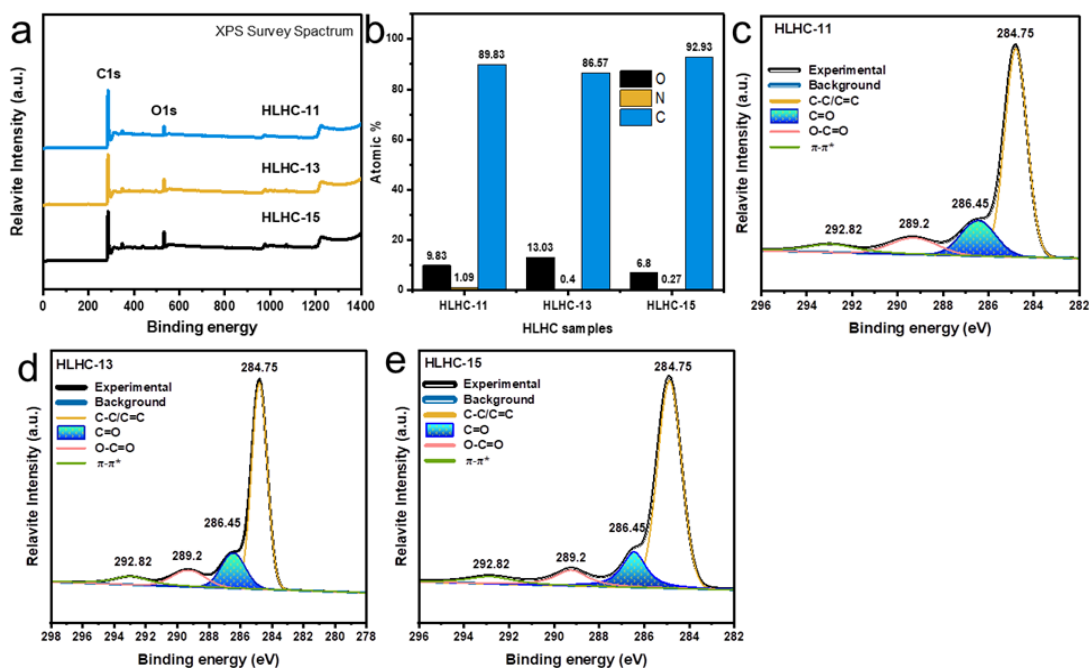 a
XPS Survey Spectrum
C1s
O1s
HLHC-11
HLHC-13
HLHC-15
Relavite Intensity (a.u.)
0 200 400 600 800 1000 1200 1400
Binding energy
b
89.83
86.57
92.93
O
N
C
9.83
1.09
13.03
0.4
6.8
0.27
Atomic %
0
20
40
60
80
100
HLHC-11 HLHC-13 HLHC-15
HLHC samples
c
HLHC-11
284.75
Experimental
Background
C-C/C=C
C=O
O-C=O
π-π*
286.45
289.2
292.82
Relavite Intensity (a.u.)
296 294 292 290 288 286 284 282
Binding energy (eV)
d
HLHC-13
284.75
Experimental
Background
C-C/C=C
C=O
O-C=O
π-π*
286.45
289.2
292.82
Relavite Intensity (a.u.)
298 296 294 292 290 288 286 284 282 280 278
Binding energy (eV)
e
HLHC-15
284.75
Experimental
Background
C-C/C=C
C=O
O-C=O
π-π*
286.45
289.2
292.82
Relavite Intensity (a.u.)
296 294 292 290 288 286 284 282
Binding energy (eV)